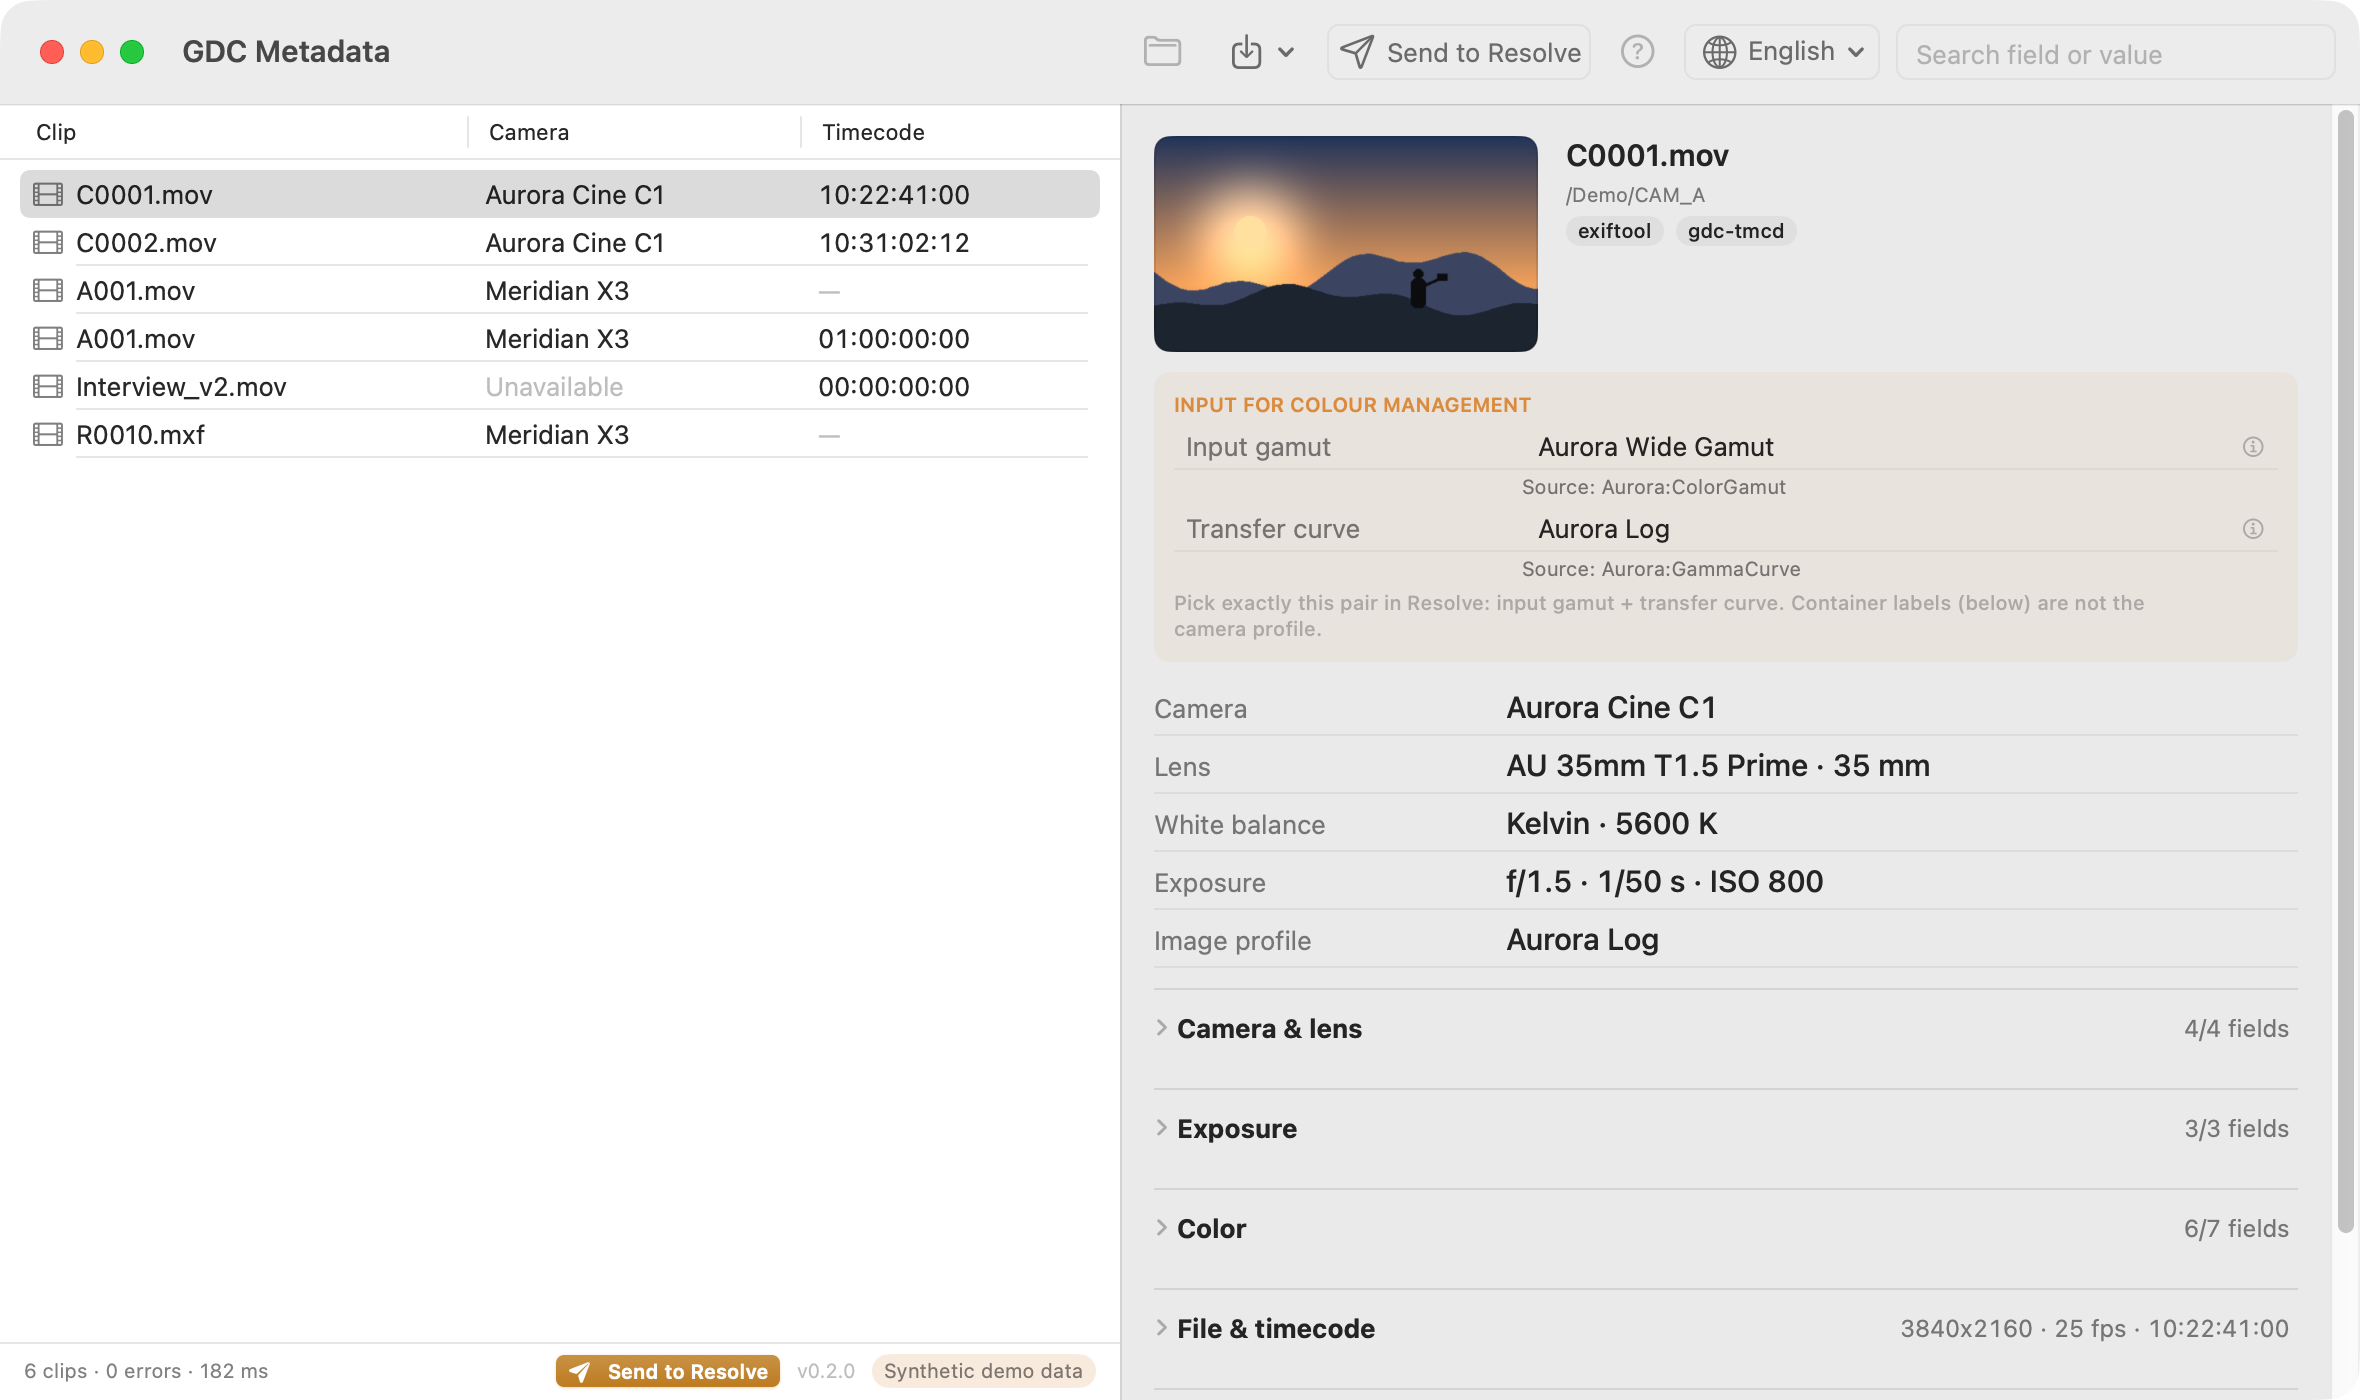 GDC Metadata
Send to Resolve
English
Search field or value
Clip Camera Timecode
C0001.mov Aurora Cine C1 10:22:41:00
C0002.mov Aurora Cine C1 10:31:02:12
A001.mov Meridian X3 —
A001.mov Meridian X3 01:00:00:00
Interview_v2.mov Unavailable 00:00:00:00
R0010.mxf Meridian X3 —
6 clips · 0 errors · 182 ms
Send to Resolve
v0.2.0
Synthetic demo data
C0001.mov
/Demo/CAM_A
exiftool gdc-tmcd
INPUT FOR COLOUR MANAGEMENT
Input gamut Aurora Wide Gamut
Source: Aurora:ColorGamut
Transfer curve Aurora Log
Source: Aurora:GammaCurve
Pick exactly this pair in Resolve: input gamut + transfer curve. Container labels (below) are not the
camera profile.
Camera Aurora Cine C1
Lens AU 35mm T1.5 Prime · 35 mm
White balance Kelvin · 5600 K
Exposure f/1.5 · 1/50 s · ISO 800
Image profile Aurora Log
Camera & lens 4/4 fields
Exposure 3/3 fields
Color 6/7 fields
File & timecode 3840x2160 · 25 fps · 10:22:41:00